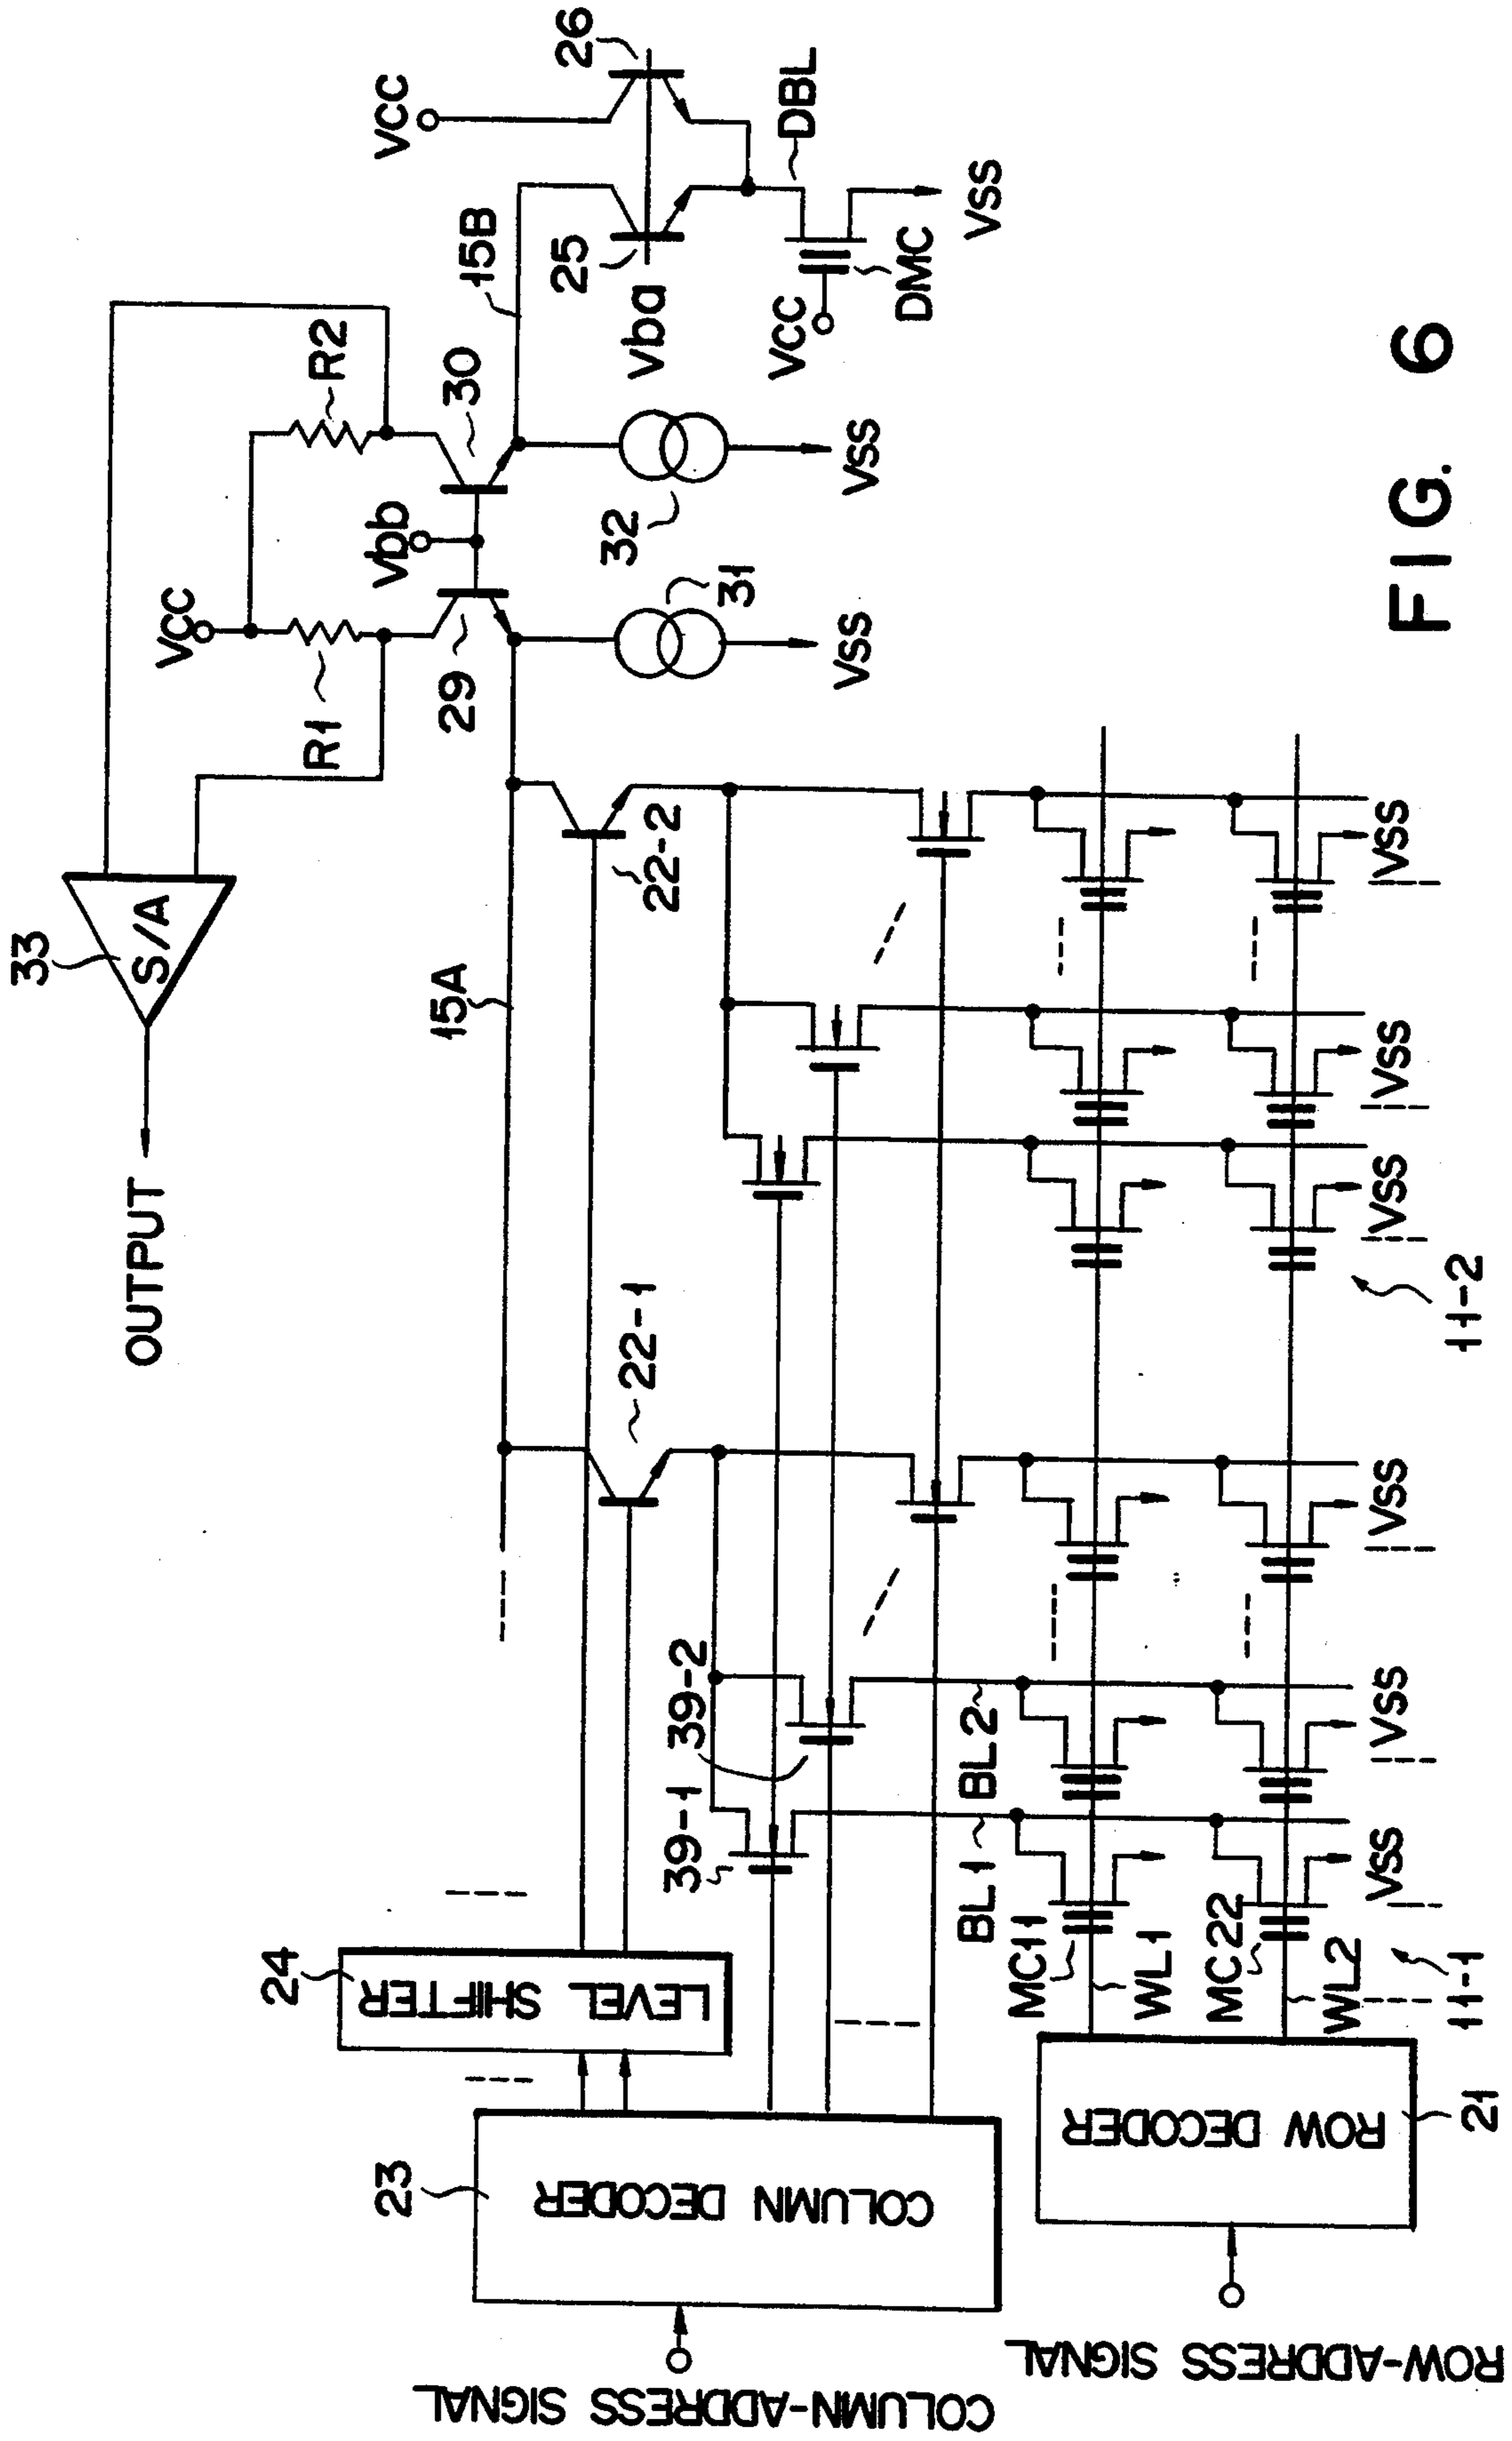 33
S/A
OUTPUT
VCC
R1
R2
Vbb
29
30
VCC
15A
15B
25
26
Vba
31
32
VSS
VSS
VCC
DMC
DBL
VSS
24
LEVEL SHIFTER
22-1
22-2
23
COLUMN DECODER
COLUMN-ADDRESS SIGNAL
39-1
39-2
BL1
BL2
MC11
WL1
MC22
WL2
VSS
VSS
VSS
VSS
VSS
VSS
11-1
11-2
ROW DECODER
21
ROW-ADDRESS SIGNAL
FIG. 6